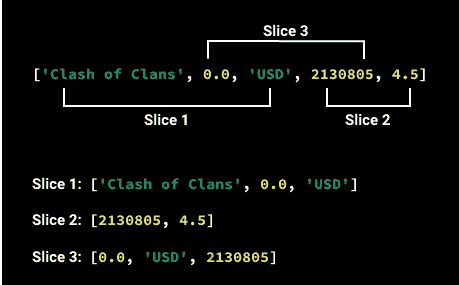 Slice 3
['Clash of Clans', 0.0, 'USD', 2130805, 4.5]
Slice 1 Slice 2
Slice 1: ['Clash of Clans', 0.0, 'USD']
Slice 2: [2130805, 4.5]
Slice 3: [0.0, 'USD', 2130805]